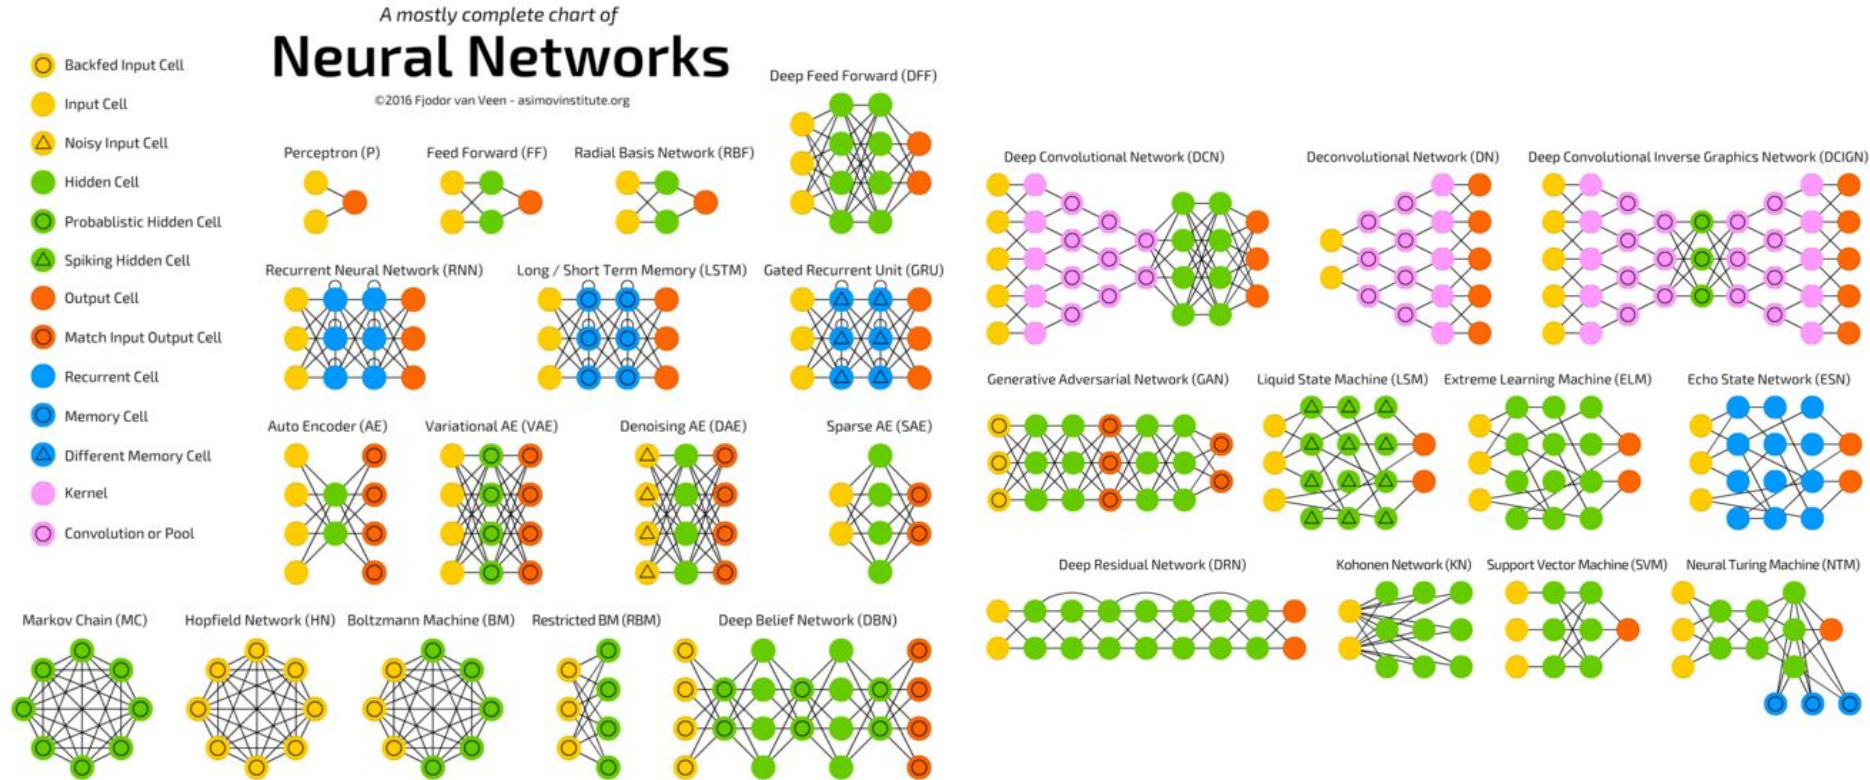 A mostly complete chart of
Neural Networks
©2016 Fjodor van Veen - asimovinstitute.org
Backfed Input Cell
Input Cell
Noisy Input Cell
Hidden Cell
Probablistic Hidden Cell
Spiking Hidden Cell
Output Cell
Match Input Output Cell
Recurrent Cell
Memory Cell
Different Memory Cell
Kernel
Convolution or Pool
Deep Feed Forward (DFF)
Perceptron (P)
Feed Forward (FF)
Radial Basis Network (RBF)
Recurrent Neural Network (RNN)
Long / Short Term Memory (LSTM)
Gated Recurrent Unit (GRU)
Auto Encoder (AE)
Variational AE (VAE)
Denoising AE (DAE)
Sparse AE (SAE)
Markov Chain (MC)
Hopfield Network (HN)
Boltzmann Machine (BM)
Restricted BM (RBM)
Deep Belief Network (DBN)
Deep Convolutional Network (DCN)
Deconvolutional Network (DN)
Deep Convolutional Inverse Graphics Network (DCIGN)
Generative Adversarial Network (GAN)
Liquid State Machine (LSM)
Extreme Learning Machine (ELM)
Echo State Network (ESN)
Deep Residual Network (DRN)
Kohonen Network (KN)
Support Vector Machine (SVM)
Neural Turing Machine (NTM)